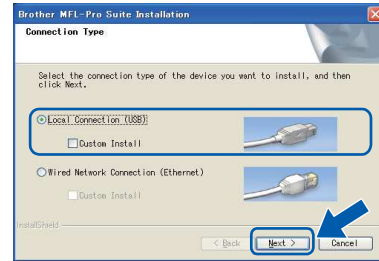 Brother MFL-Pro Suite Installation
Connection Type
Select the connection type of the device you want to install, and then
click Next.
Local Connection (USB)
Custom Install
Wired Network Connection (Ethernet)
Custom Install
InstallShield
< Back
Next >
Cancel